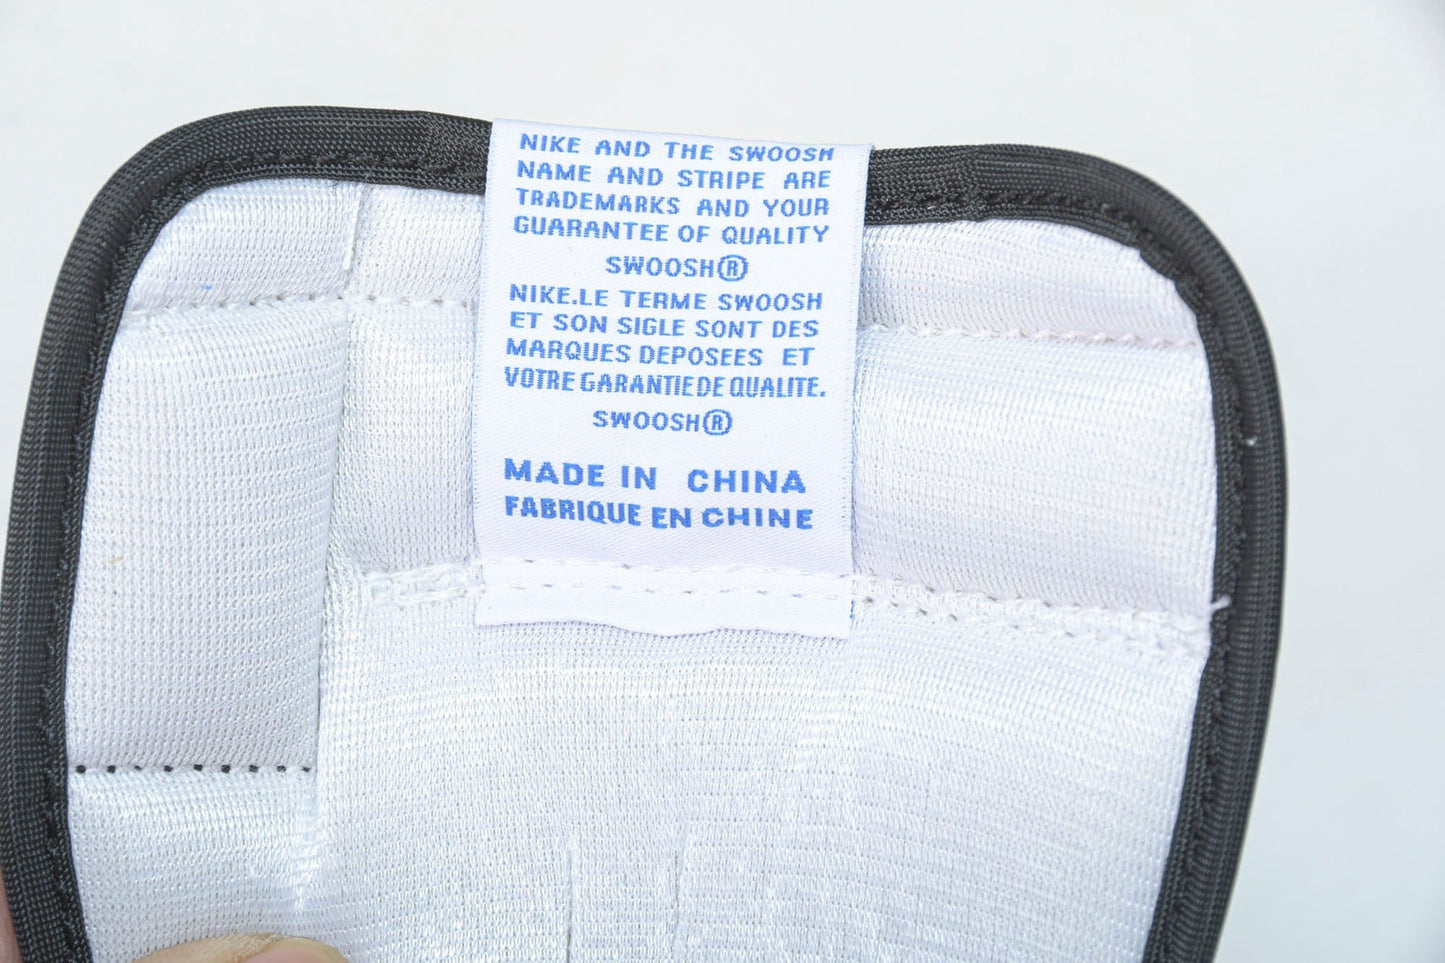 NIKE AND THE SWOOSH
NAME AND STRIPE ARE
TRADEMARKS AND YOUR
GUARANTEE OF QUALITY
SWOOSH®
NIKE.LE TERME SWOOSH
ET SON SIGLE SONT DES
MARQUES DEPOSEES ET
VOTRE GARANTIE DE QUALITE.
SWOOSH®
MADE IN CHINA
FABRIQUE EN CHINE